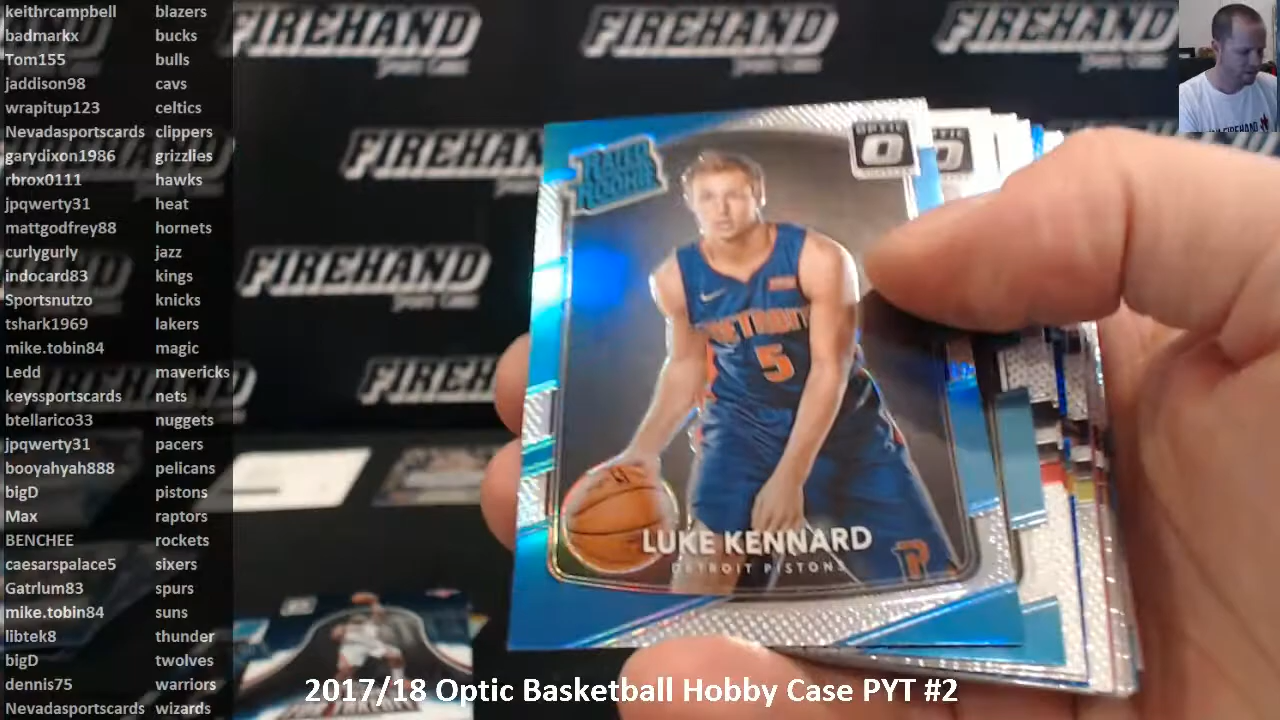 keithrcampbell blazers
badmarkx bucks
Tom155 bulls
jaddison98 cavs
wrapitup123 celtics
Nevadasportscards clippers
garydixon1986 grizzlies
rbrox0111 hawks
jpqwerty31 heat
mattgodfrey88 hornets
curlygurly jazz
indocard83 kings
Sportsnutzo knicks
tshark1969 lakers
mike.tobin84 magic
Ledd mavericks
keyssportscards nets
btellarico33 nuggets
jpqwerty31 pacers
booyahyah888 pelicans
bigD pistons
Max raptors
BENCHEE rockets
caesarspalace5 sixers
Gatrlum83 spurs
mike.tobin84 suns
libtek8 thunder
bigD twolves
dennis75 warriors
Nevadasportscards wizards
FIREHAND
FIREHAND
FIREHAND
FIREHAND
FIREHAND
FIREHAND
RATED
ROOKIE
OPTIC
OPTIC
DETROIT
5
LUKE KENNARD
DETROIT PISTONS
2017/18 Optic Basketball Hobby Case PYT #2